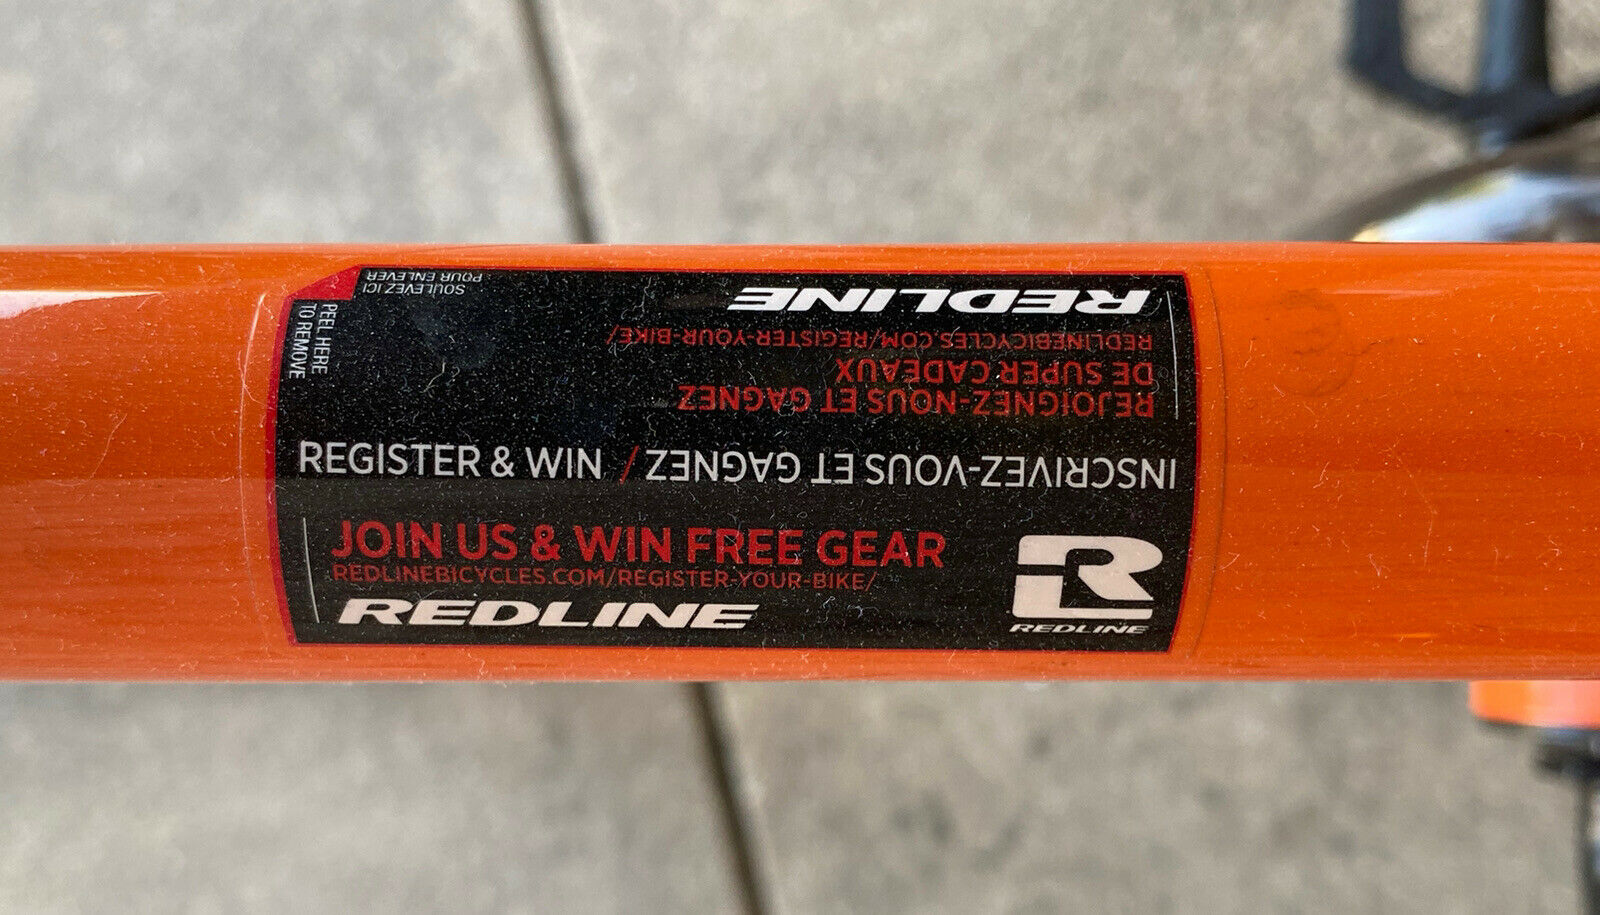 PEEL HERE
TO REMOVE
SOULEVEZ ICI
POUR ENLEVER
REGISTER & WIN / INSCRIVEZ-VOUS ET GAGNEZ
JOIN US & WIN FREE GEAR
REDLINEBICYCLES.COM/REGISTER-YOUR-BIKE/
REDLINE
R
REDLINE
REJOIGNEZ-NOUS ET GAGNEZ
DE SUPER CADEAUX
REDLINEBICYCLES.COM/REGISTER-YOUR-BIKE/
REDLINE